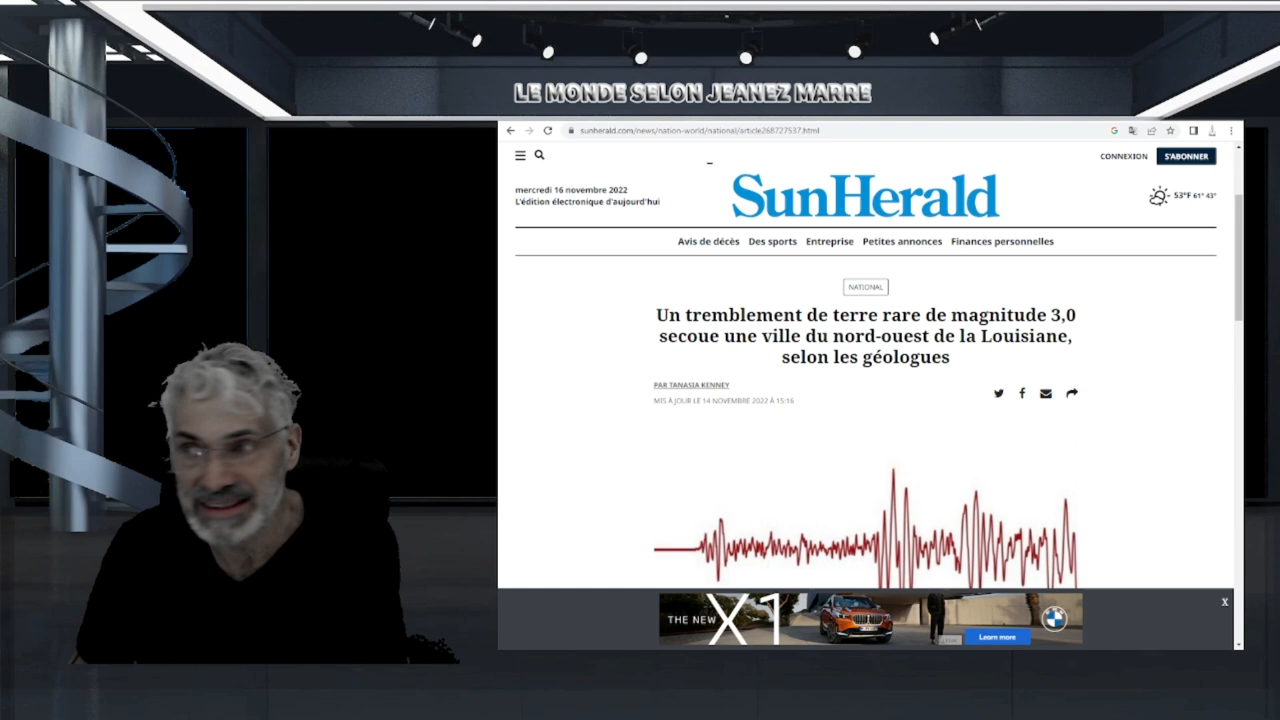 LE MONDE SELON JEANEZ MARRE
sunherald.com/news/nation-world/national/article268727537.html
CONNEXION
S'ABONNER
mercredi 16 novembre 2022
L'édition électronique d'aujourd'hui
SunHerald
53°F 61° 43°
Avis de décès Des sports Entreprise Petites annonces Finances personnelles
NATIONAL
Un tremblement de terre rare de magnitude 3,0
secoue une ville du nord-ouest de la Louisiane,
selon les géologues
PAR TANASIA KENNEY
MIS À JOUR LE 14 NOVEMBRE 2022 À 15:16
THE NEW X1
Learn more
X